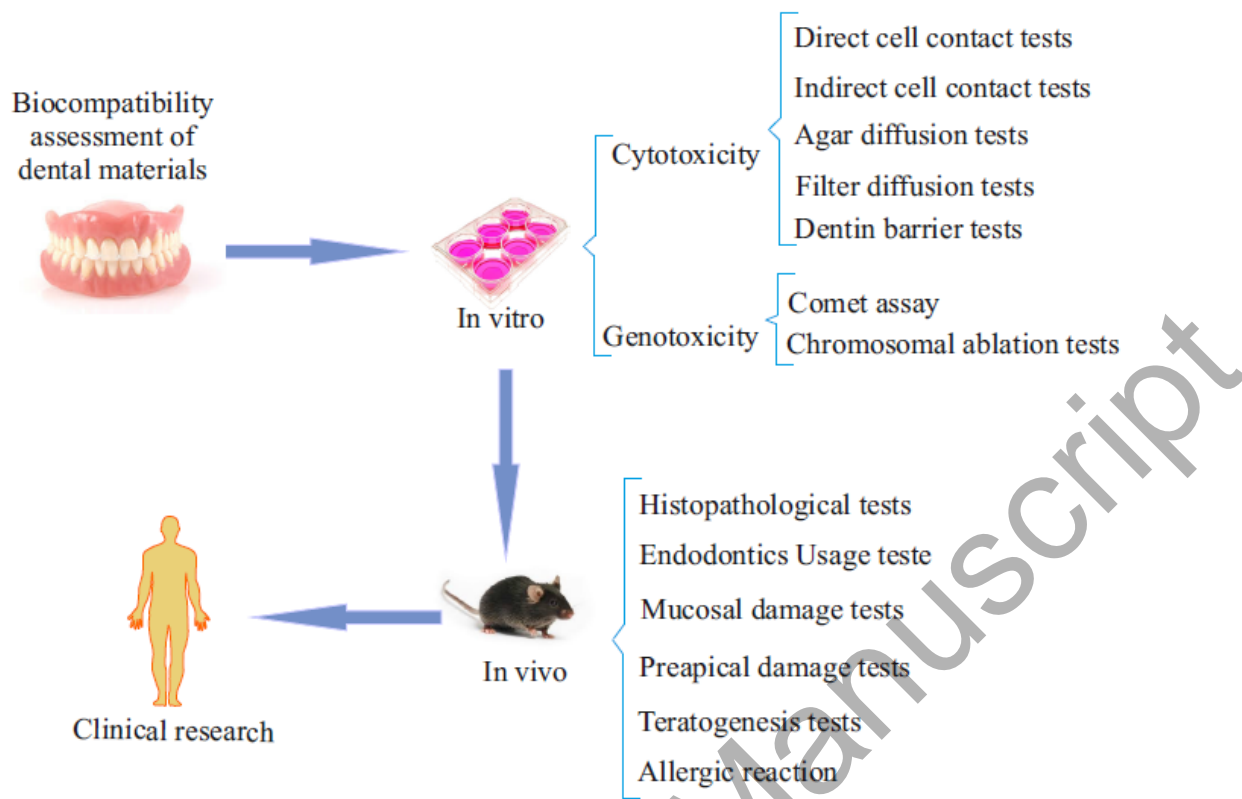 Biocompatibility
assessment of
dental materials
In vitro
Cytotoxicity
Direct cell contact tests
Indirect cell contact tests
Agar diffusion tests
Filter diffusion tests
Dentin barrier tests
Genotoxicity
Comet assay
Chromosomal ablation tests
In vivo
Histopathological tests
Endodontics Usage teste
Mucosal damage tests
Preapical damage tests
Teratogenesis tests
Allergic reaction
Clinical research
Manuscript